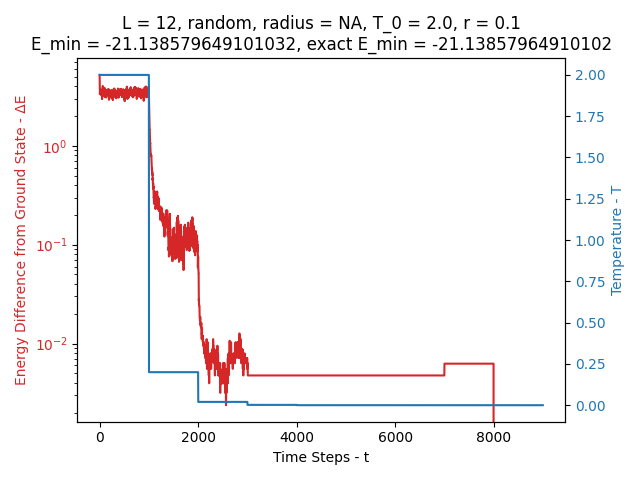 L = 12, random, radius = NA, T_0 = 2.0, r = 0.1
E_min = -21.138579649101032, exact E_min = -21.13857964910102
Energy Difference from Ground State - ΔE
10^0
10^-1
10^-2
2.00
1.75
1.50
1.25
1.00
0.75
0.50
0.25
0.00
Temperature - T
0 2000 4000 6000 8000
Time Steps - t